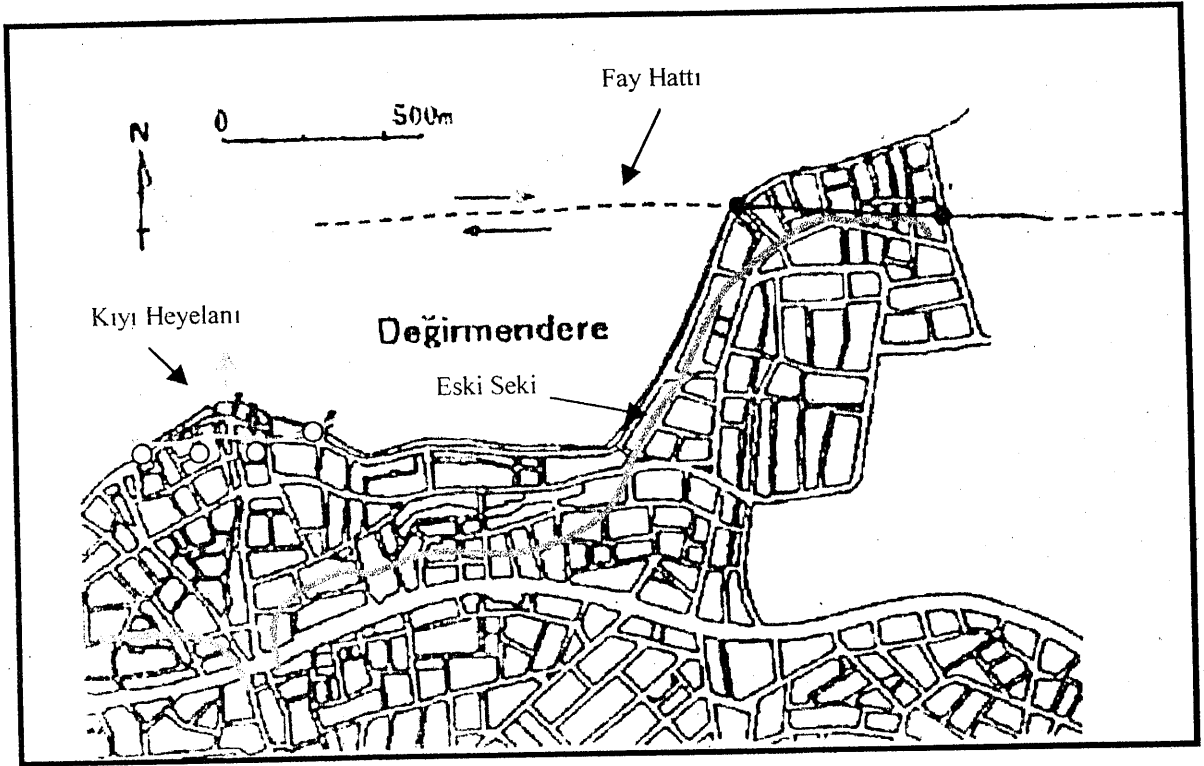 Fay Hattı
N
0 500m
Kıyı Heyelanı
Değirmendere
Eski Seki